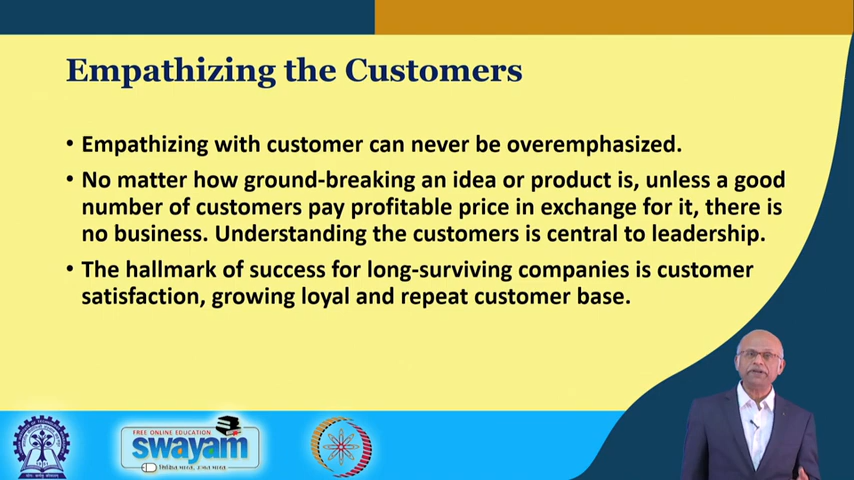 Empathizing the Customers
• Empathizing with customer can never be overemphasized.
• No matter how ground-breaking an idea or product is, unless a good
number of customers pay profitable price in exchange for it, there is
no business. Understanding the customers is central to leadership.
• The hallmark of success for long-surviving companies is customer
satisfaction, growing loyal and repeat customer base.
FREE ONLINE EDUCATION
swayam